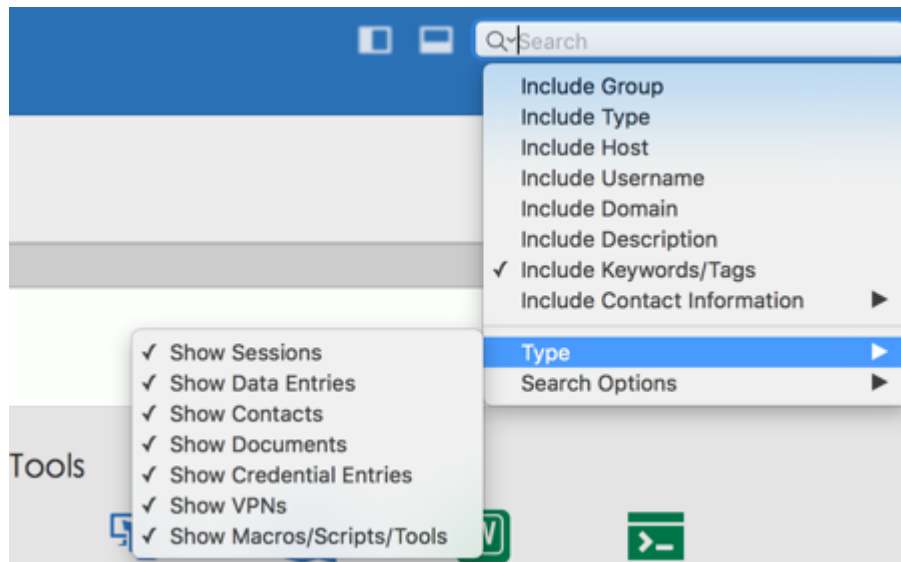 Search
Include Group
Include Type
Include Host
Include Username
Include Domain
Include Description
✓ Include Keywords/Tags
Include Contact Information
Type
Search Options
✓ Show Sessions
✓ Show Data Entries
✓ Show Contacts
✓ Show Documents
✓ Show Credential Entries
✓ Show VPNs
✓ Show Macros/Scripts/Tools
Tools